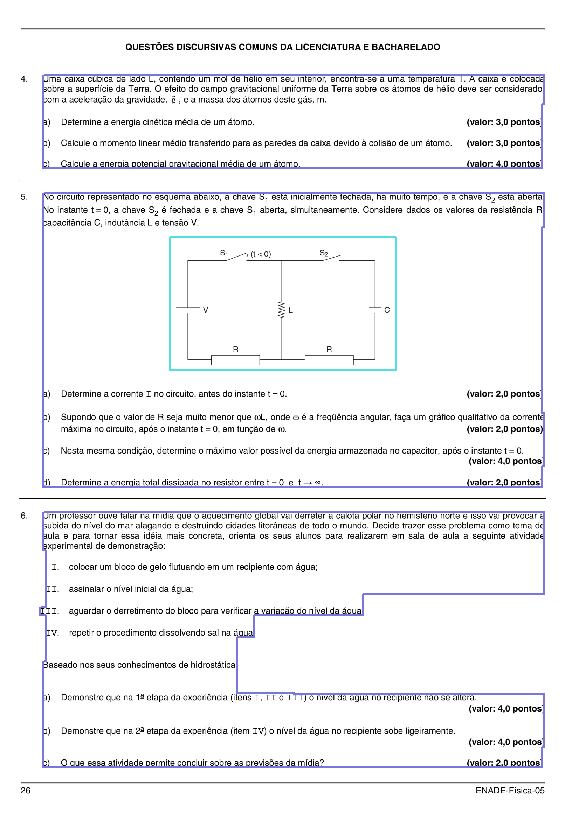 QUESTÕES DISCURSIVAS COMUNS DA LICENCIATURA E BACHARELADO
4. Uma caixa cúbica de lado L, contendo um mol de hélio em seu interior, encontra-se a uma temperatura T. A caixa é colocada
sobre a superfície da Terra. O efeito do campo gravitacional uniforme da Terra sobre os átomos de hélio deve ser considerado
com a aceleração da gravidade, g⃗ , e a massa dos átomos deste gás, m.
a) Determine a energia cinética média de um átomo. (valor: 3,0 pontos)
b) Calcule o momento linear médio transferido para as paredes da caixa devido à colisão de um átomo. (valor: 3,0 pontos)
c) Calcule a energia potencial gravitacional média de um átomo. (valor: 4,0 pontos)
5. No circuito representado no esquema abaixo, a chave S₁ está inicialmente fechada, há muito tempo, e a chave S₂ está aberta.
No instante t = 0, a chave S₂ é fechada e a chave S₁ aberta, simultaneamente. Considere dados os valores da resistência R,
capacitância C, indutância L e tensão V.
S₁ (t < 0) S₂
V L C
R R
a) Determine a corrente I no circuito, antes do instante t = 0. (valor: 2,0 pontos)
b) Supondo que o valor de R seja muito menor que ωL, onde ω é a freqüência angular, faça um gráfico qualitativo da corrente
máxima no circuito, após o instante t = 0, em função de ω. (valor: 2,0 pontos)
c) Nesta mesma condição, determine o máximo valor possível da energia armazenada no capacitor, após o instante t = 0.
(valor: 4,0 pontos)
d) Determine a energia total dissipada no resistor entre t = 0 e t → ∞. (valor: 2,0 pontos)
6. Um professor ouve falar na mídia que o aquecimento global vai derreter a calota polar no hemisfério norte e isso vai provocar a
subida do nível do mar alagando e destruindo cidades litorâneas de todo o mundo. Decide trazer esse problema como tema de
aula e para tornar essa idéia mais concreta, orienta os seus alunos para realizarem em sala de aula a seguinte atividade
experimental de demonstração:
I. colocar um bloco de gelo flutuando em um recipiente com água;
II. assinalar o nível inicial da água;
III. aguardar o derretimento do bloco para verificar a variação do nível da água
IV. repetir o procedimento dissolvendo sal na água
Baseado nos seus conhecimentos de hidrostática
a) Demonstre que na 1ª etapa da experiência (itens I, II e III) o nível da água no recipiente não se altera.
(valor: 4,0 pontos)
b) Demonstre que na 2ª etapa da experiência (item IV) o nível da água no recipiente sobe ligeiramente.
(valor: 4,0 pontos)
c) O que essa atividade permite concluir sobre as previsões da mídia? (valor: 2,0 pontos)
26 ENADE-Física-05